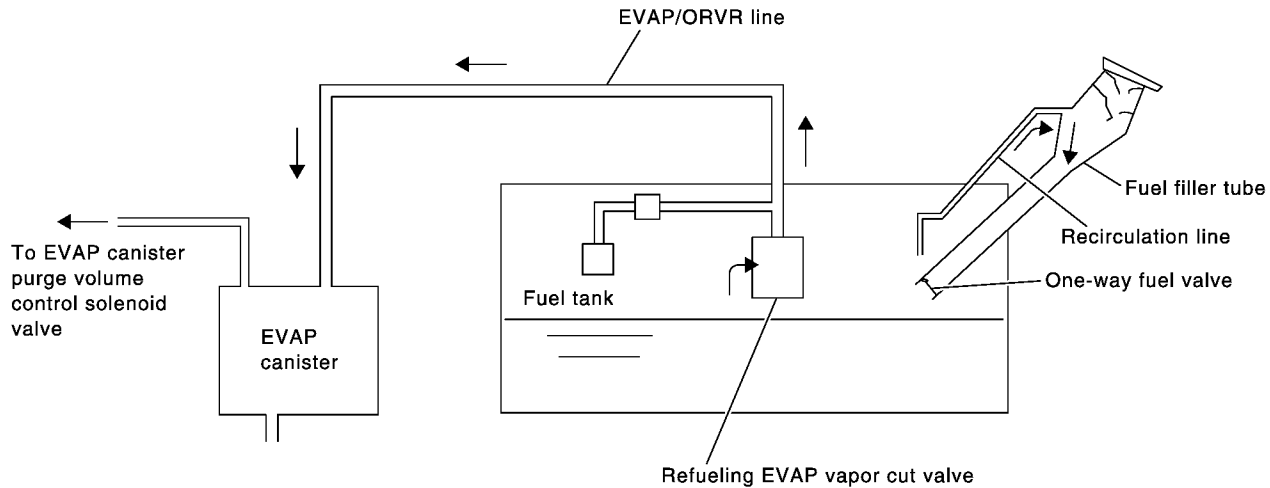 EVAP/ORVR line
Fuel filler tube
Recirculation line
One-way fuel valve
To EVAP canister
purge volume
control solenoid
valve
Fuel tank
EVAP
canister
Refueling EVAP vapor cut valve